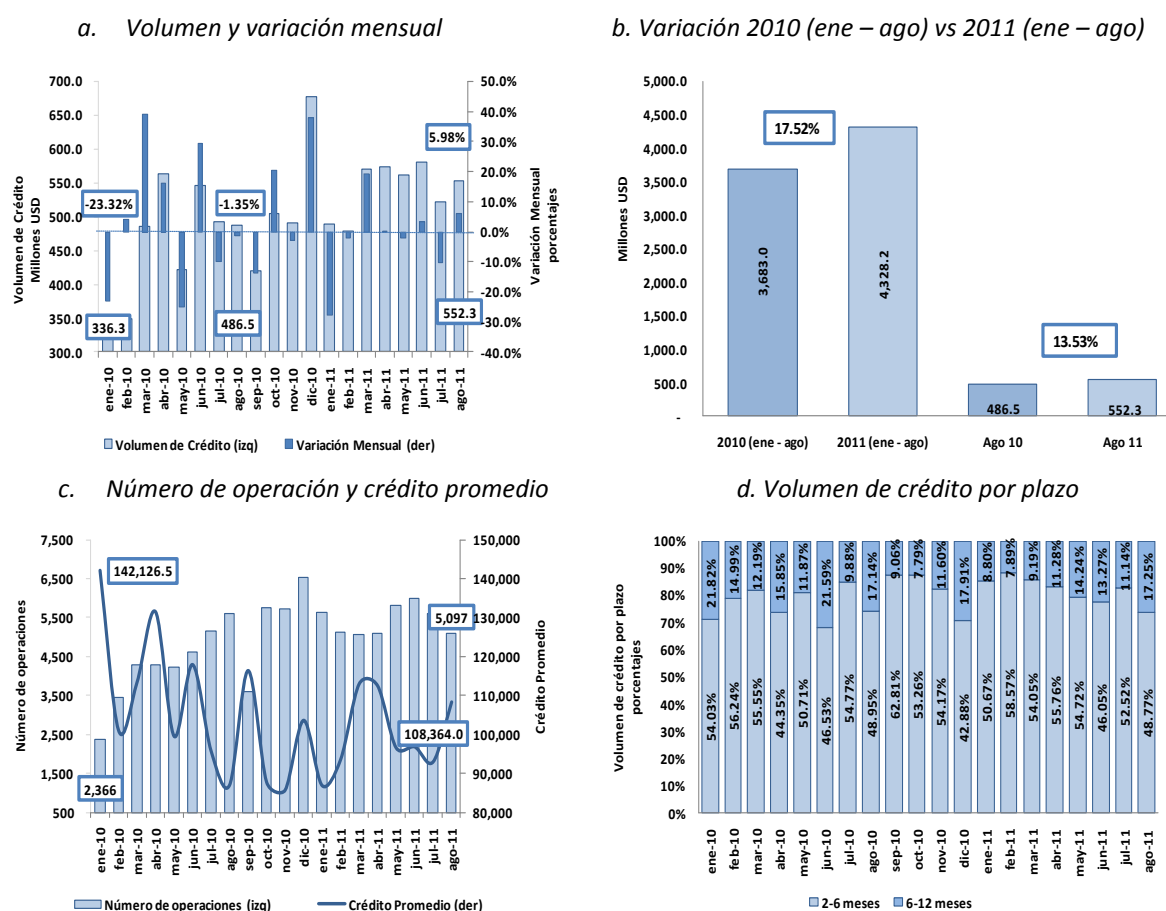 a. Volumen y variación mensual
Volumen de Crédito
Millones USD
700.0
650.0
600.0
550.0
500.0
450.0
400.0
350.0
300.0
50.0%
40.0%
30.0%
20.0%
10.0%
0.0%
-10.0%
-20.0%
-30.0%
-40.0%
Variación Mensual
porcentajes
-23.32%
-1.35%
5.98%
336.3
486.5
552.3
ene-10
feb-10
mar-10
abr-10
may-10
jun-10
jul-10
ago-10
sep-10
oct-10
nov-10
dic-10
ene-11
feb-11
mar-11
abr-11
may-11
jun-11
jul-11
ago-11
Volumen de Crédito (izq)
Variación Mensual (der)
b. Variación 2010 (ene – ago) vs 2011 (ene – ago)
Millones USD
5,000.0
4,500.0
4,000.0
3,500.0
3,000.0
2,500.0
2,000.0
1,500.0
1,000.0
500.0
-
17.52%
13.53%
3,683.0
4,328.2
486.5
552.3
2010 (ene - ago)
2011 (ene - ago)
Ago 10
Ago 11
c. Número de operación y crédito promedio
Número de operaciones
7,500
6,500
5,500
4,500
3,500
2,500
1,500
500
150,000
140,000
130,000
120,000
110,000
100,000
90,000
80,000
Crédito Promedio
142,126.5
5,097
108,364.0
2,366
ene-10
feb-10
mar-10
abr-10
may-10
jun-10
jul-10
ago-10
sep-10
oct-10
nov-10
dic-10
ene-11
feb-11
mar-11
abr-11
may-11
jun-11
jul-11
ago-11
Número de operaciones (izq)
Crédito Promedio (der)
d. Volumen de crédito por plazo
Volumen de crédito por plazo
porcentajes
100%
90%
80%
70%
60%
50%
40%
30%
20%
10%
0%
21.82%
14.99%
12.19%
15.85%
11.87%
21.59%
9.88%
17.14%
9.06%
7.79%
11.60%
17.91%
8.80%
7.89%
9.19%
11.28%
14.24%
13.27%
11.14%
17.25%
54.03%
56.24%
55.55%
44.35%
50.71%
46.53%
54.77%
48.95%
62.81%
53.26%
54.17%
42.88%
50.67%
58.57%
54.05%
55.76%
54.72%
46.05%
52.52%
48.77%
ene-10
feb-10
mar-10
abr-10
may-10
jun-10
jul-10
ago-10
sep-10
oct-10
nov-10
dic-10
ene-11
feb-11
mar-11
abr-11
may-11
jun-11
jul-11
ago-11
2-6 meses
6-12 meses